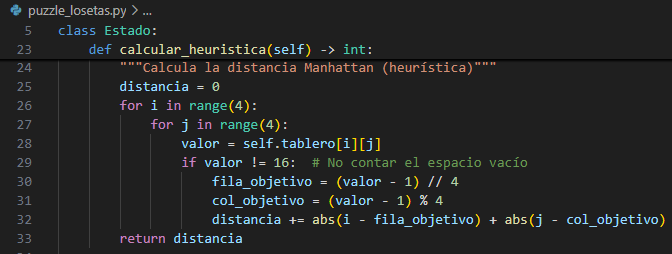 puzzle_losetas.py > ...
5 class Estado:
23 def calcular_heuristica(self) -> int:
24 """Calcula la distancia Manhattan (heurística)"""
25 distancia = 0
26 for i in range(4):
27 for j in range(4):
28 valor = self.tablero[i][j]
29 if valor != 16:  # No contar el espacio vacío
30 fila_objetivo = (valor - 1) // 4
31 col_objetivo = (valor - 1) % 4
32 distancia += abs(i - fila_objetivo) + abs(j - col_objetivo)
33 return distancia